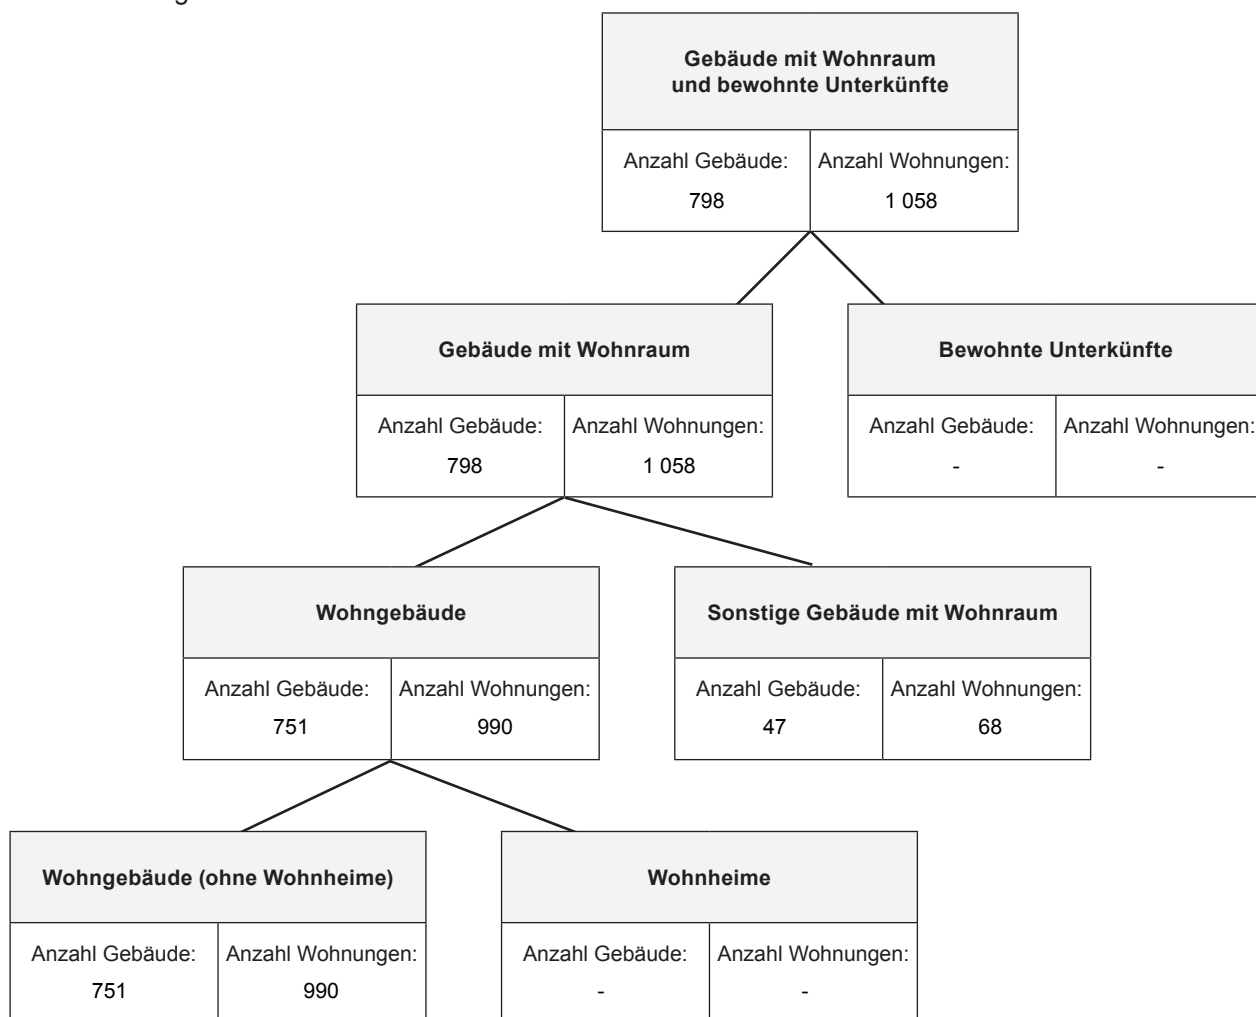 Gebäude mit Wohnraum
und bewohnte Unterkünfte
Anzahl Gebäude: Anzahl Wohnungen:
798 1 058
Gebäude mit Wohnraum
Anzahl Gebäude: Anzahl Wohnungen:
798 1 058
Bewohnte Unterkünfte
Anzahl Gebäude: Anzahl Wohnungen:
- -
Wohngebäude
Anzahl Gebäude: Anzahl Wohnungen:
751 990
Sonstige Gebäude mit Wohnraum
Anzahl Gebäude: Anzahl Wohnungen:
47 68
Wohngebäude (ohne Wohnheime)
Anzahl Gebäude: Anzahl Wohnungen:
751 990
Wohnheime
Anzahl Gebäude: Anzahl Wohnungen:
- -